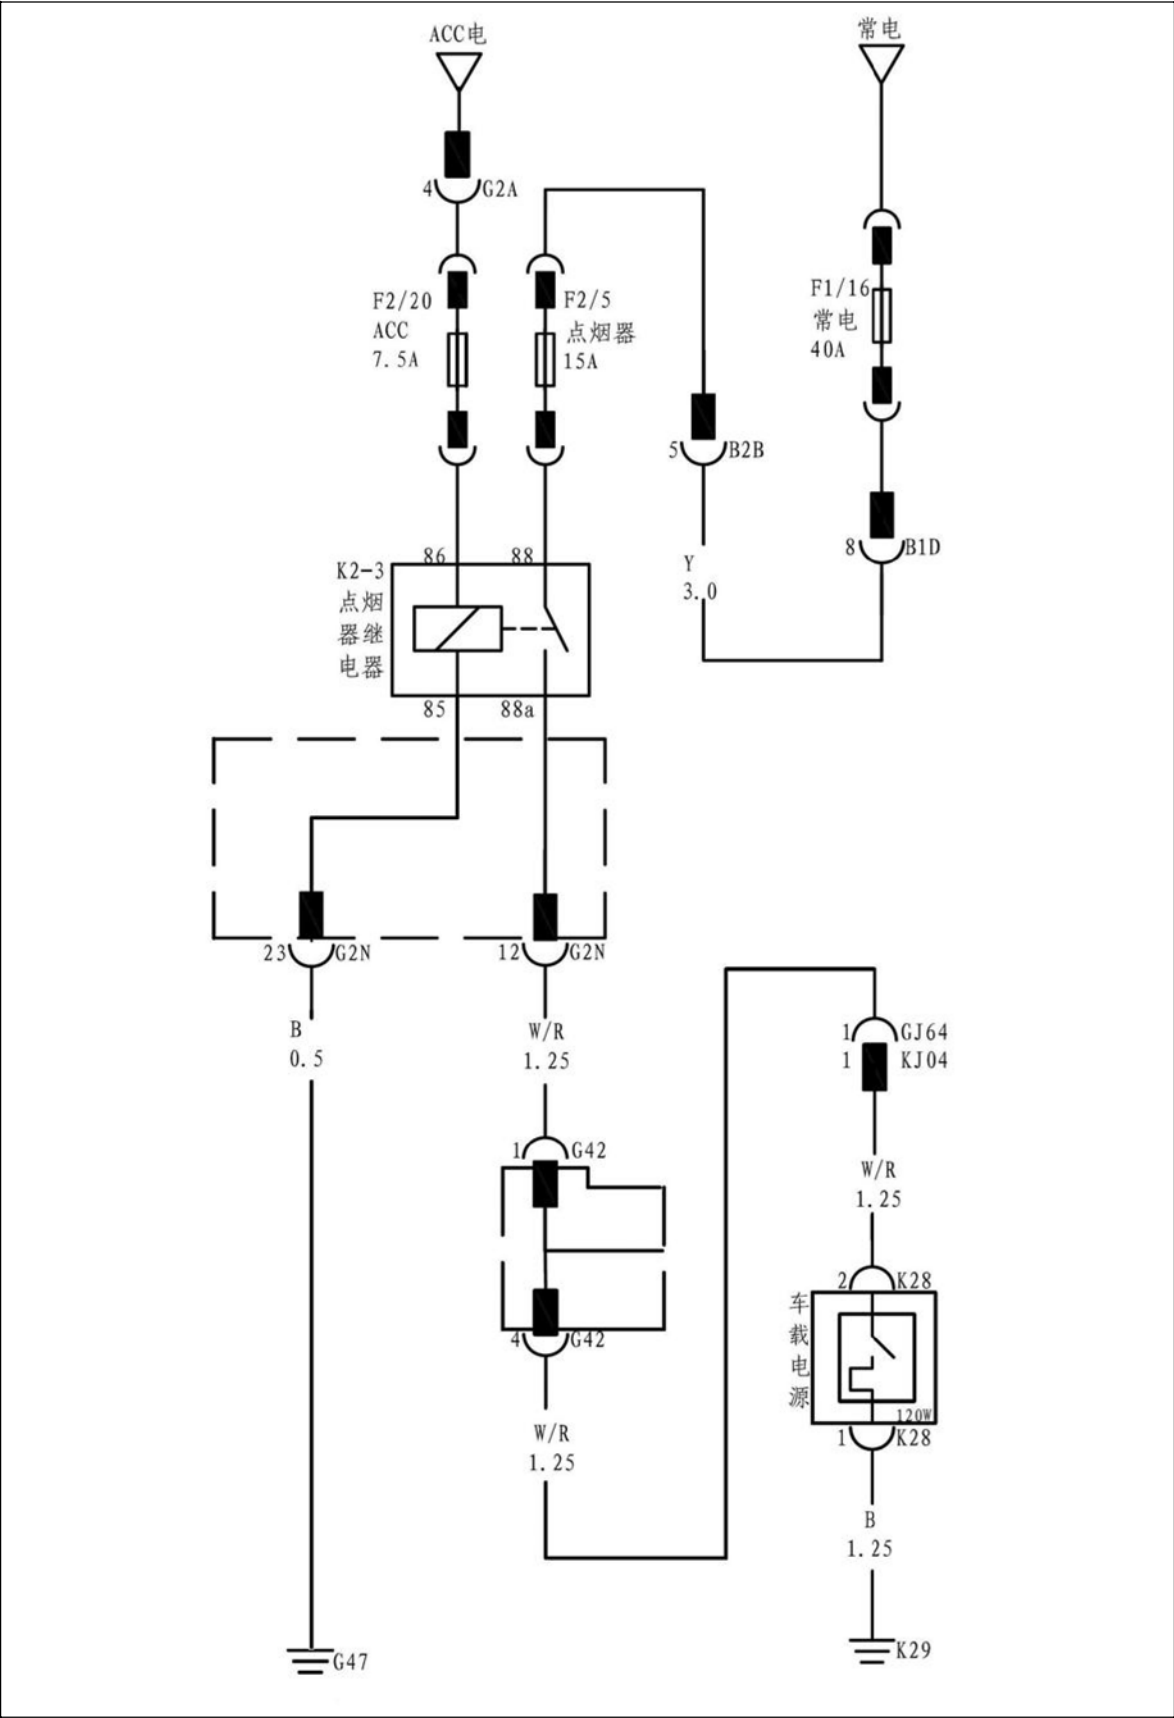 ACC电
常电
4
G2A
F2/20
ACC
7.5A
F2/5
点烟器
15A
F1/16
常电
40A
5
B2B
8
B1D
Y
3.0
86
88
K2-3
点烟
器继
电器
85
88a
23
G2N
12
G2N
B
0.5
W/R
1.25
1
GJ64
1
KJ04
1
G42
W/R
1.25
2
K28
车
载
电
源
120W
4
G42
1
K28
W/R
1.25
B
1.25
G47
K29